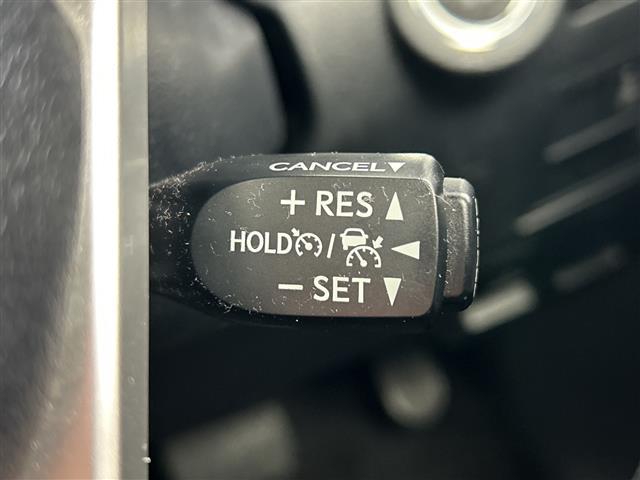 CANCEL
+ RES
HOLD /
− SET